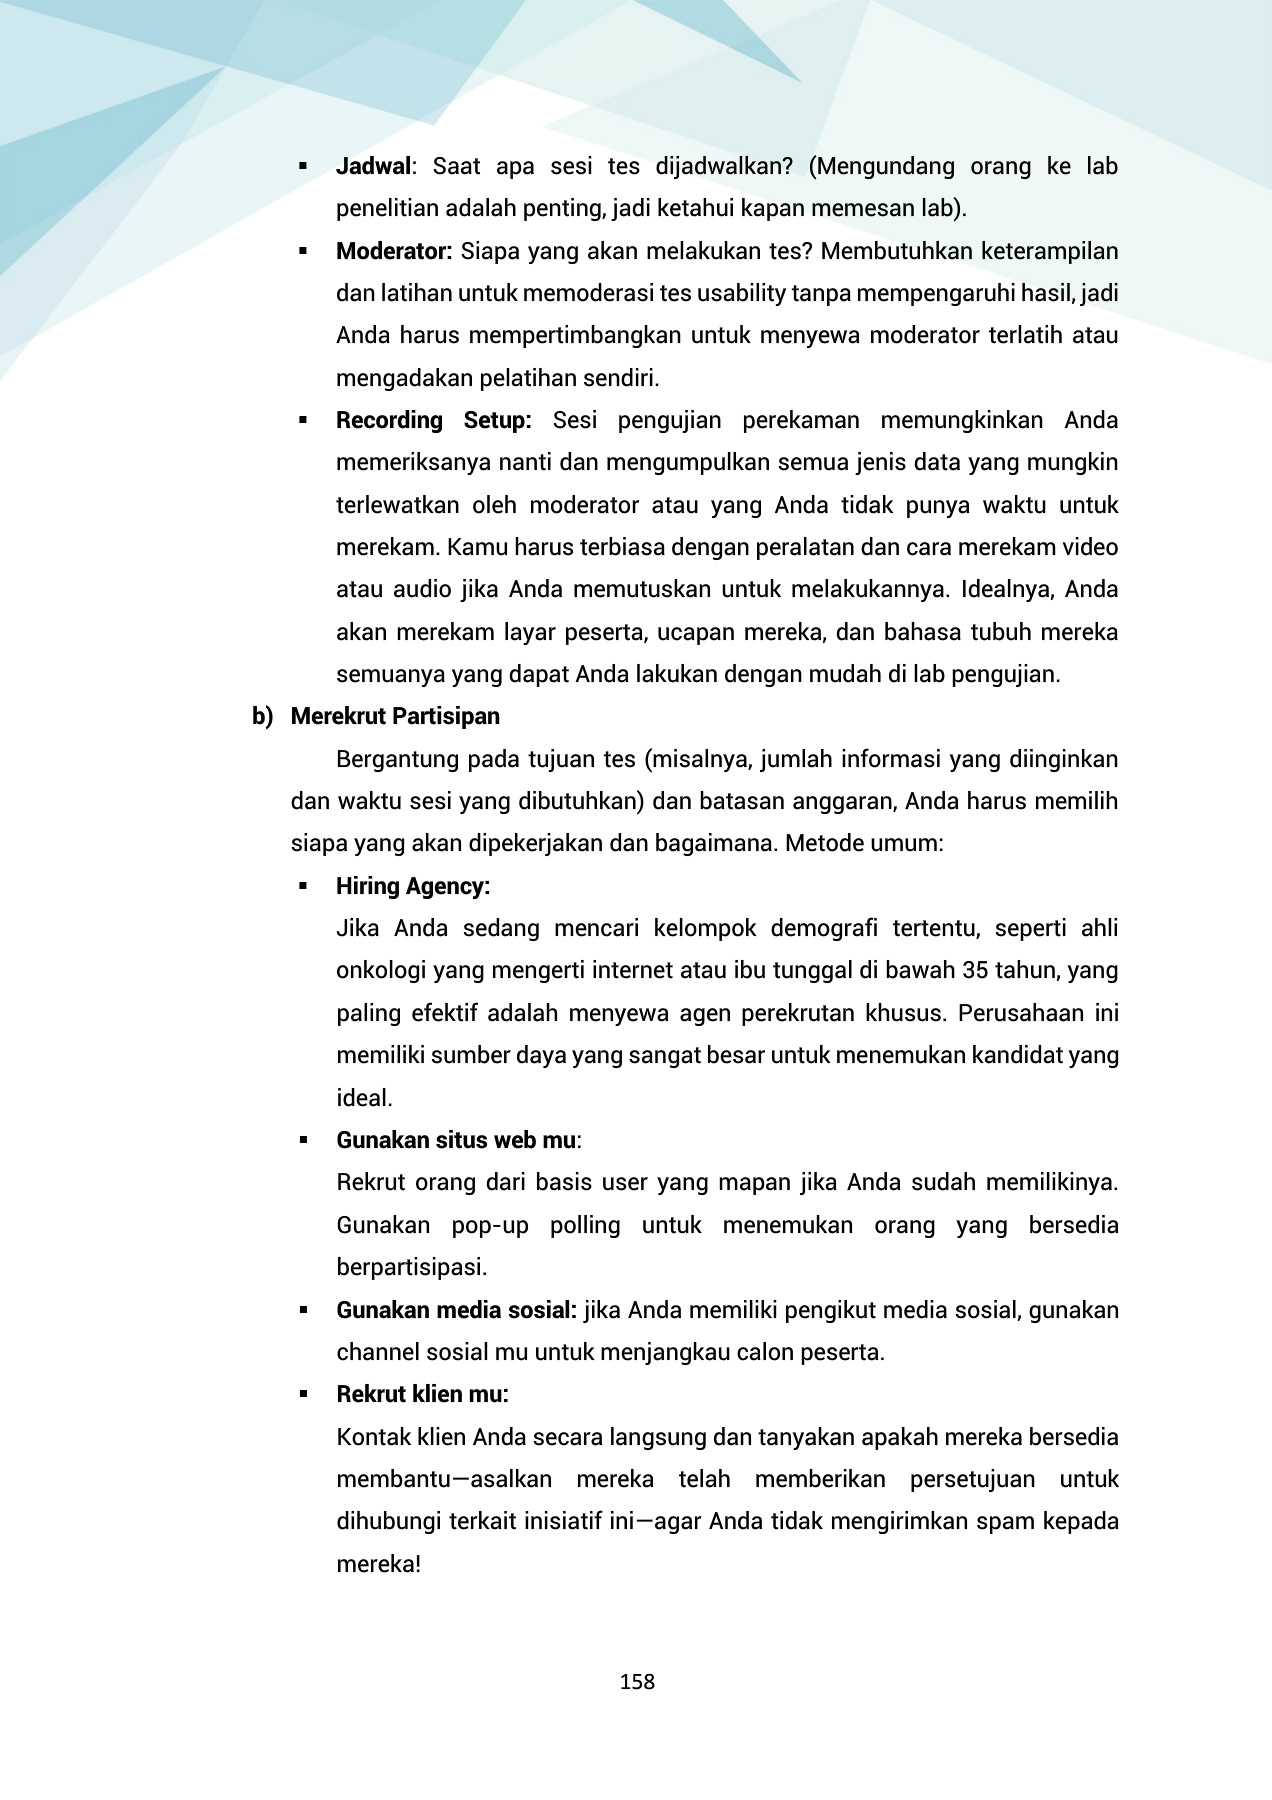 ▪ Jadwal: Saat apa sesi tes dijadwalkan? (Mengundang orang ke lab
penelitian adalah penting, jadi ketahui kapan memesan lab).
▪ Moderator: Siapa yang akan melakukan tes? Membutuhkan keterampilan
dan latihan untuk memoderasi tes usability tanpa mempengaruhi hasil, jadi
Anda harus mempertimbangkan untuk menyewa moderator terlatih atau
mengadakan pelatihan sendiri.
▪ Recording Setup: Sesi pengujian perekaman memungkinkan Anda
memeriksanya nanti dan mengumpulkan semua jenis data yang mungkin
terlewatkan oleh moderator atau yang Anda tidak punya waktu untuk
merekam. Kamu harus terbiasa dengan peralatan dan cara merekam video
atau audio jika Anda memutuskan untuk melakukannya. Idealnya, Anda
akan merekam layar peserta, ucapan mereka, dan bahasa tubuh mereka
semuanya yang dapat Anda lakukan dengan mudah di lab pengujian.
b) Merekrut Partisipan
Bergantung pada tujuan tes (misalnya, jumlah informasi yang diinginkan
dan waktu sesi yang dibutuhkan) dan batasan anggaran, Anda harus memilih
siapa yang akan dipekerjakan dan bagaimana. Metode umum:
▪ Hiring Agency:
Jika Anda sedang mencari kelompok demografi tertentu, seperti ahli
onkologi yang mengerti internet atau ibu tunggal di bawah 35 tahun, yang
paling efektif adalah menyewa agen perekrutan khusus. Perusahaan ini
memiliki sumber daya yang sangat besar untuk menemukan kandidat yang
ideal.
▪ Gunakan situs web mu:
Rekrut orang dari basis user yang mapan jika Anda sudah memilikinya.
Gunakan pop-up polling untuk menemukan orang yang bersedia
berpartisipasi.
▪ Gunakan media sosial: jika Anda memiliki pengikut media sosial, gunakan
channel sosial mu untuk menjangkau calon peserta.
▪ Rekrut klien mu:
Kontak klien Anda secara langsung dan tanyakan apakah mereka bersedia
membantu—asalkan mereka telah memberikan persetujuan untuk
dihubungi terkait inisiatif ini—agar Anda tidak mengirimkan spam kepada
mereka!
158